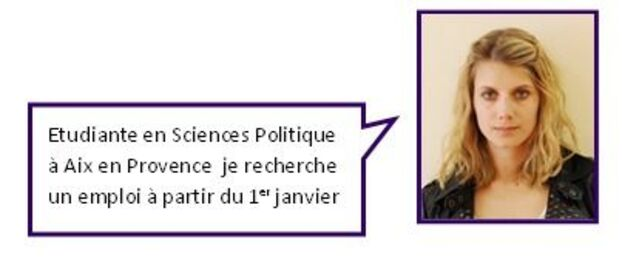 Etudiante en Sciences Politique
à Aix en Provence je recherche
un emploi à partir du 1er janvier